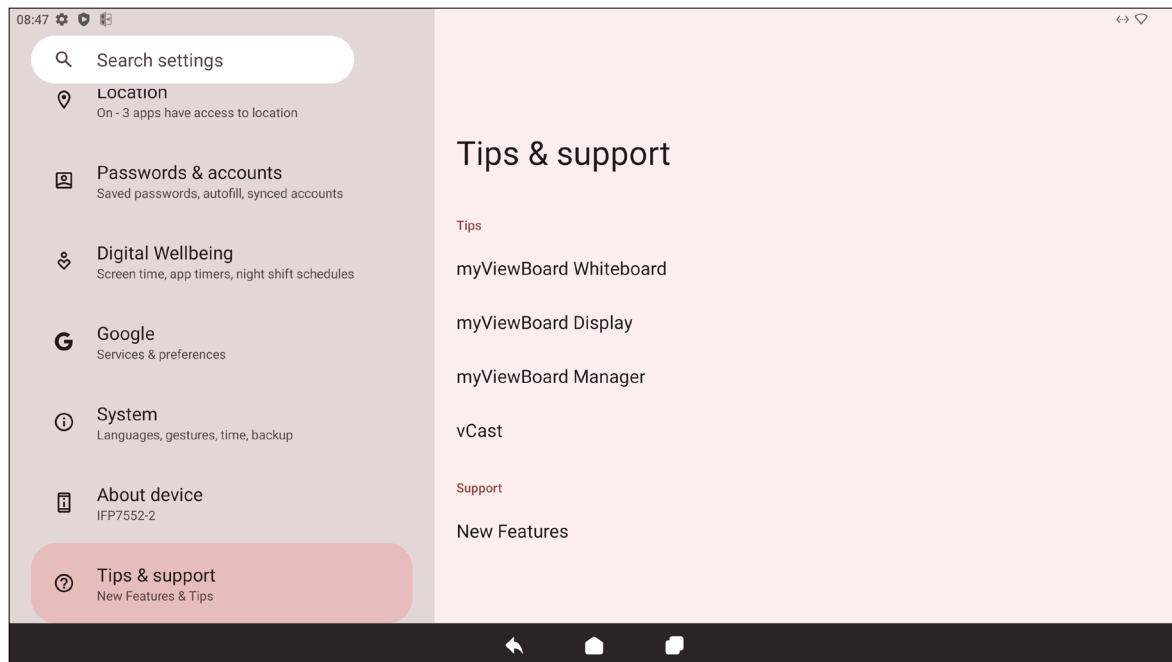 08:47
Search settings
Location
On - 3 apps have access to location
Passwords & accounts
Saved passwords, autofill, synced accounts
Digital Wellbeing
Screen time, app timers, night shift schedules
Google
Services & preferences
System
Languages, gestures, time, backup
About device
IFP7552-2
Tips & support
New Features & Tips
Tips & support
Tips
myViewBoard Whiteboard
myViewBoard Display
myViewBoard Manager
vCast
Support
New Features